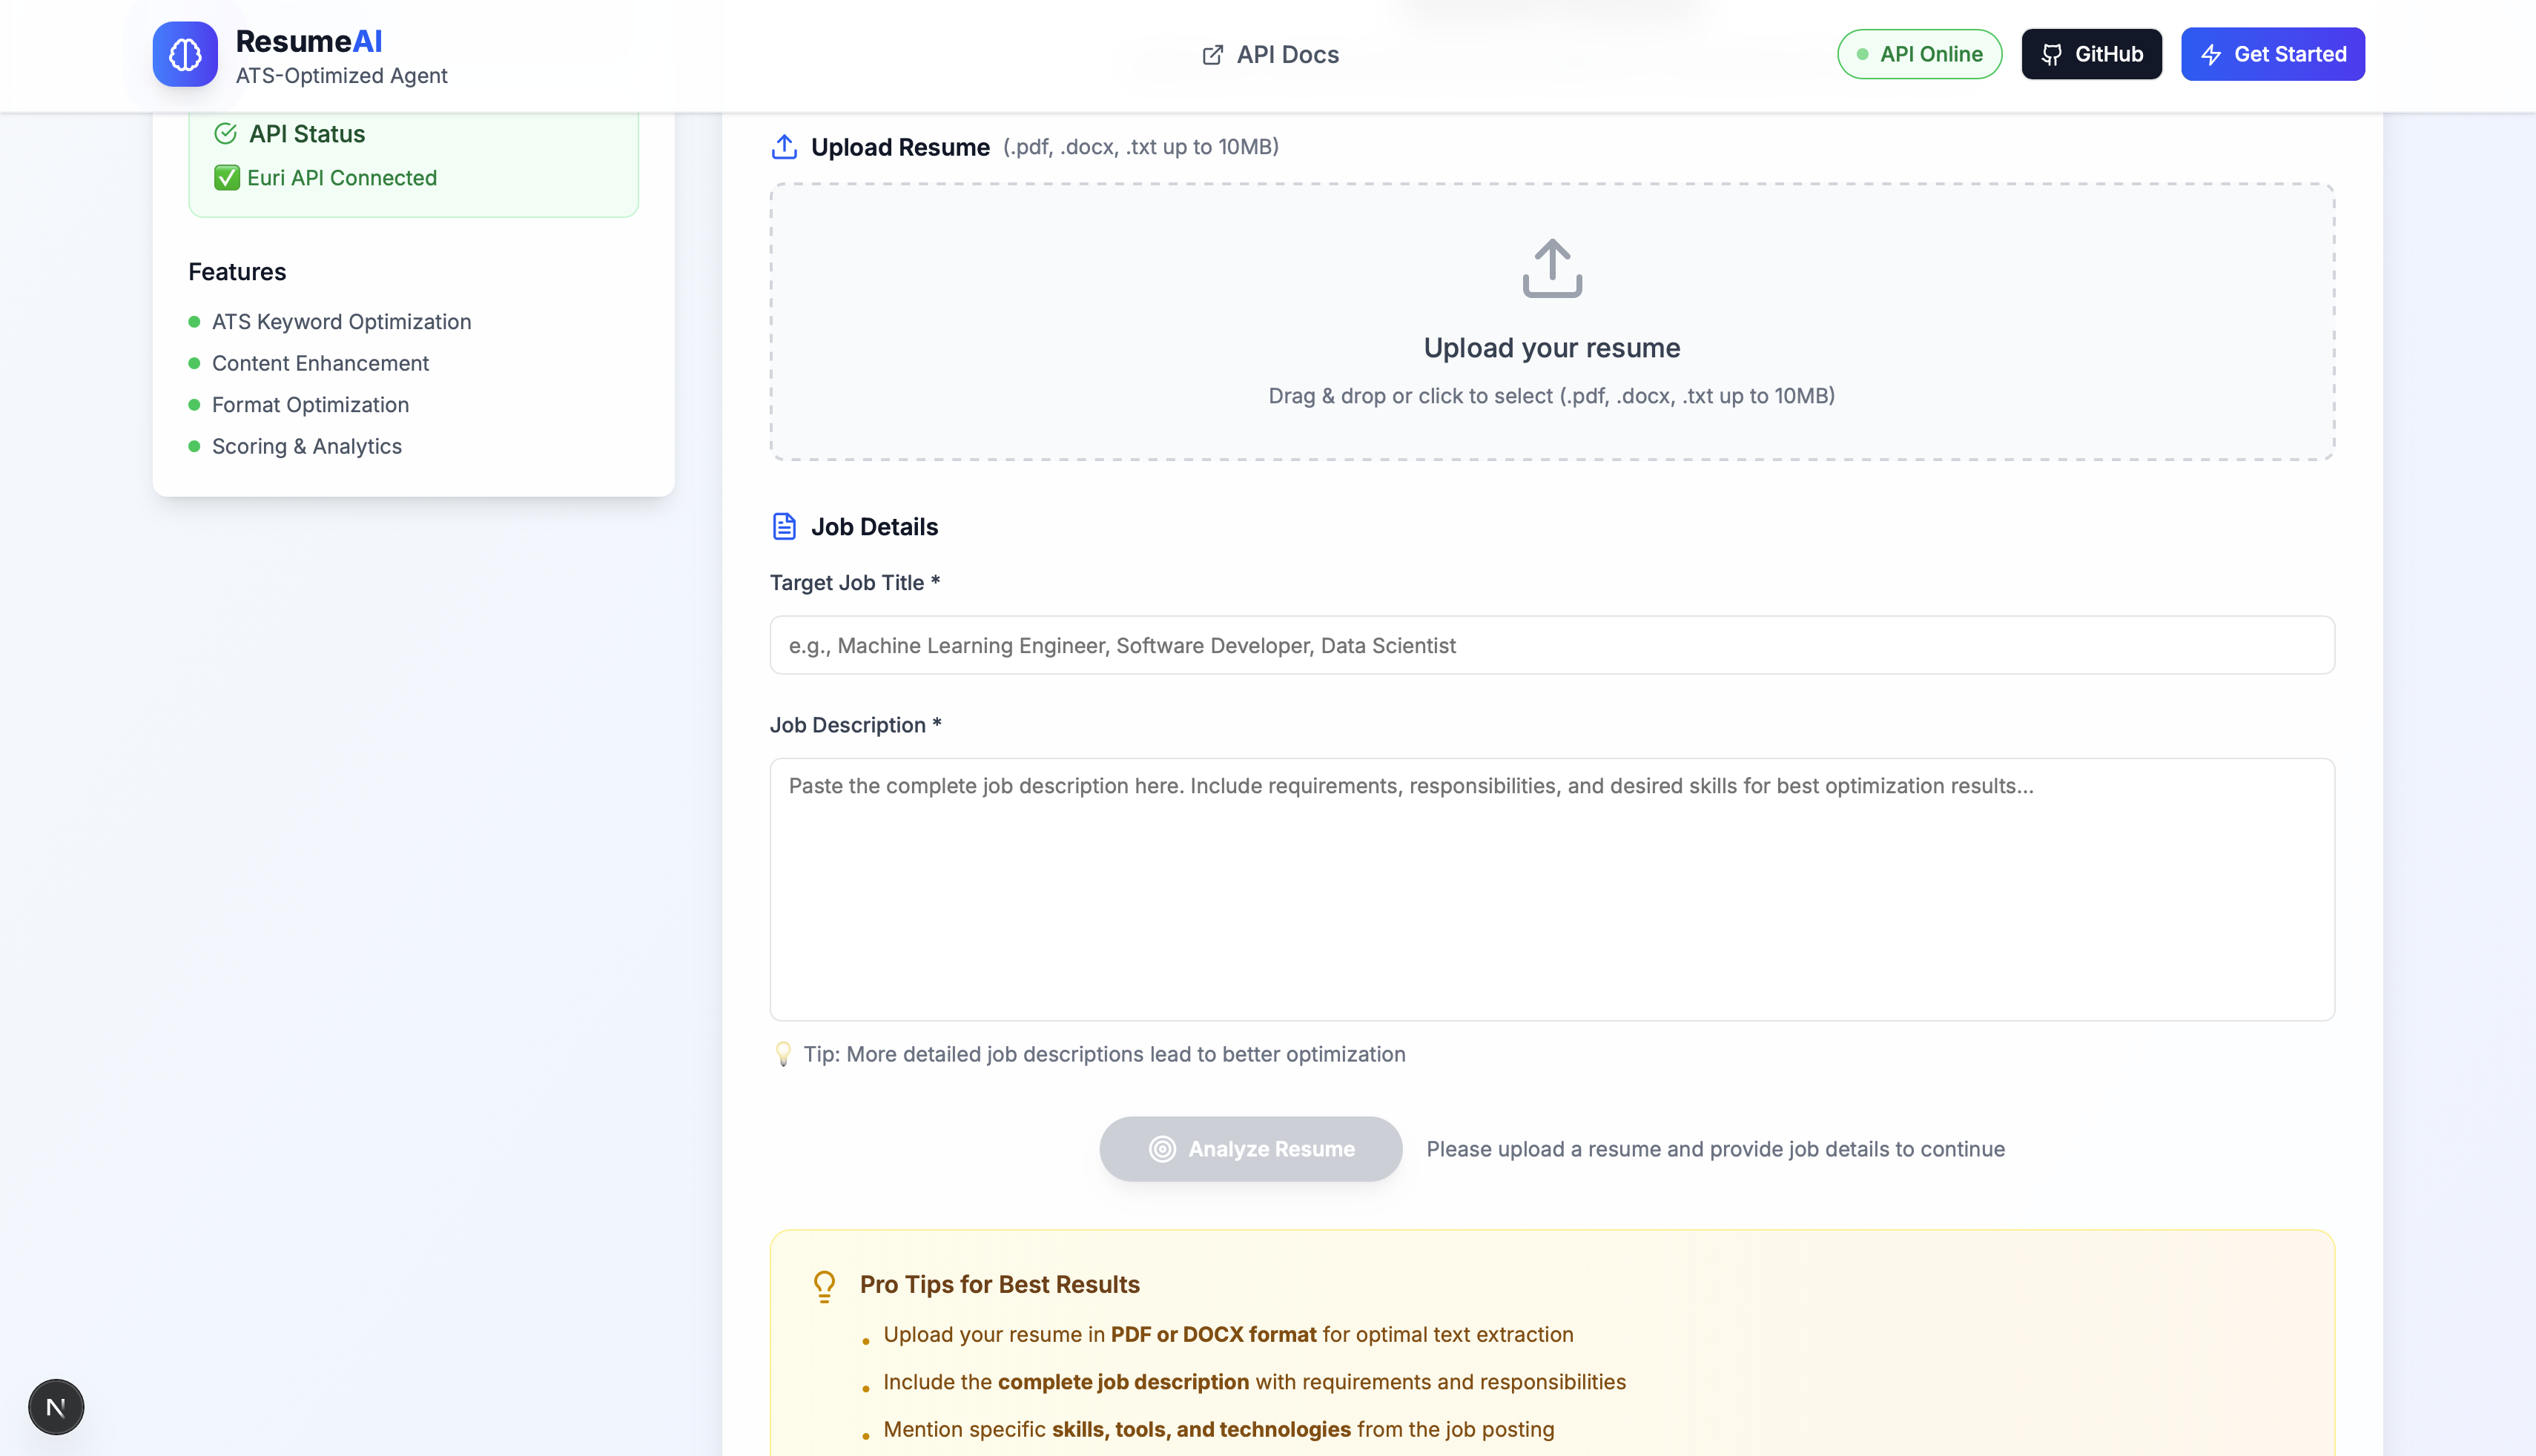 ResumeAI
ATS-Optimized Agent
API Docs
API Online
GitHub
Get Started
API Status
✅ Euri API Connected
Features
ATS Keyword Optimization
Content Enhancement
Format Optimization
Scoring & Analytics
Upload Resume (.pdf, .docx, .txt up to 10MB)
Upload your resume
Drag & drop or click to select (.pdf, .docx, .txt up to 10MB)
Job Details
Target Job Title *
e.g., Machine Learning Engineer, Software Developer, Data Scientist
Job Description *
Paste the complete job description here. Include requirements, responsibilities, and desired skills for best optimization results...
💡 Tip: More detailed job descriptions lead to better optimization
Analyze Resume
Please upload a resume and provide job details to continue
Pro Tips for Best Results
• Upload your resume in PDF or DOCX format for optimal text extraction
• Include the complete job description with requirements and responsibilities
• Mention specific skills, tools, and technologies from the job posting
N